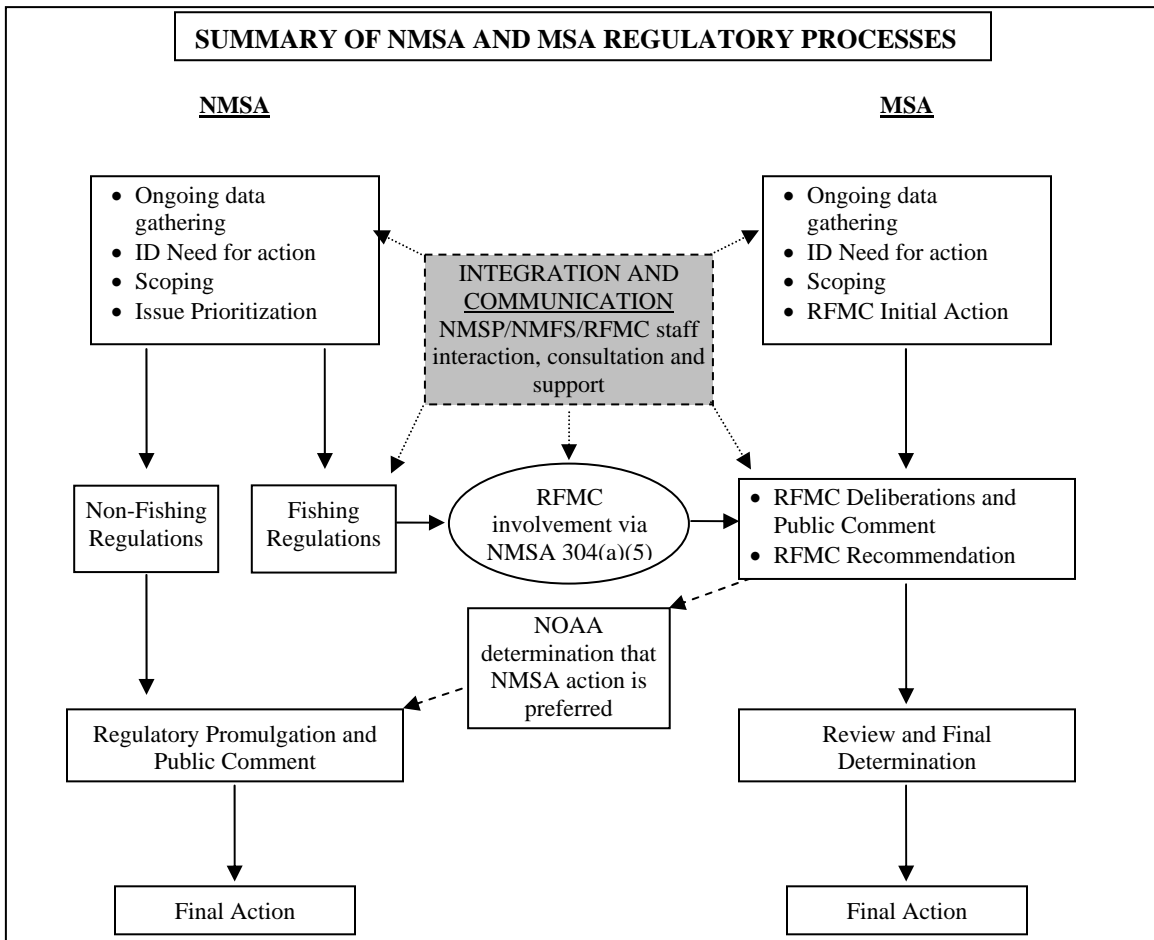 SUMMARY OF NMSA AND MSA REGULATORY PROCESSES
NMSA
MSA
• Ongoing data
gathering
• ID Need for action
• Scoping
• Issue Prioritization
INTEGRATION AND
COMMUNICATION
NMSP/NMFS/RFMC staff
interaction, consultation and
support
• Ongoing data
gathering
• ID Need for action
• Scoping
• RFMC Initial Action
Non-Fishing
Regulations
Fishing
Regulations
RFMC
involvement via
NMSA 304(a)(5)
• RFMC Deliberations and
Public Comment
• RFMC Recommendation
NOAA
determination that
NMSA action is
preferred
Regulatory Promulgation and
Public Comment
Review and Final
Determination
Final Action
Final Action